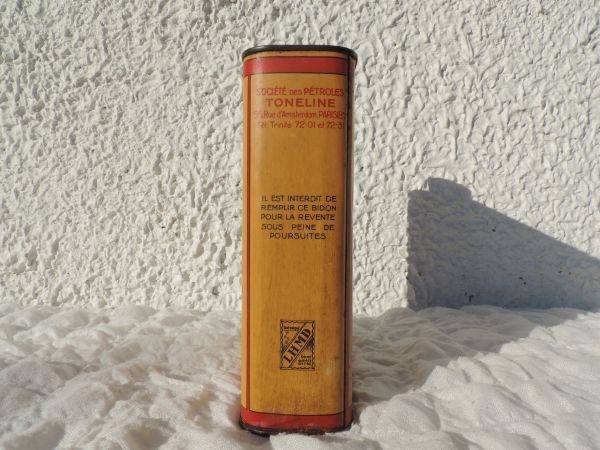 SOCIÉTÉ DES PÉTROLES
TONELINE
Rue d'Amsterdam, PARIS
Tél. Trinité 72-01 et
IL EST INTERDIT DE
REMPLIR CE BIDON
POUR LA REVENTE
SOUS PEINE DE
POURSUITES
LHMD